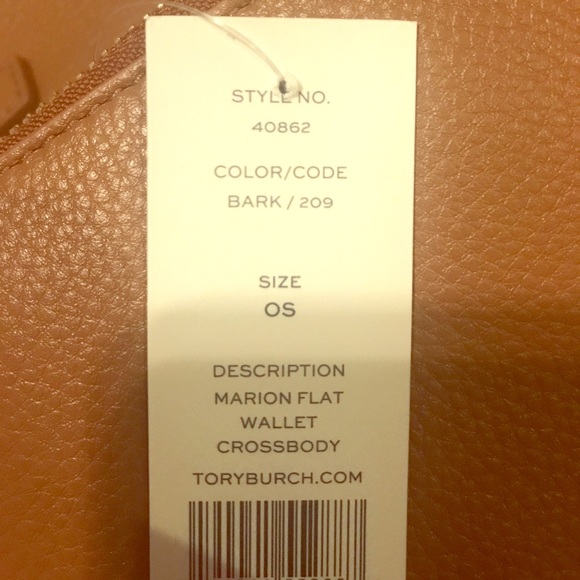 STYLE NO.
40862
COLOR/CODE
BARK / 209
SIZE
OS
DESCRIPTION
MARION FLAT
WALLET
CROSSBODY
TORYBURCH.COM